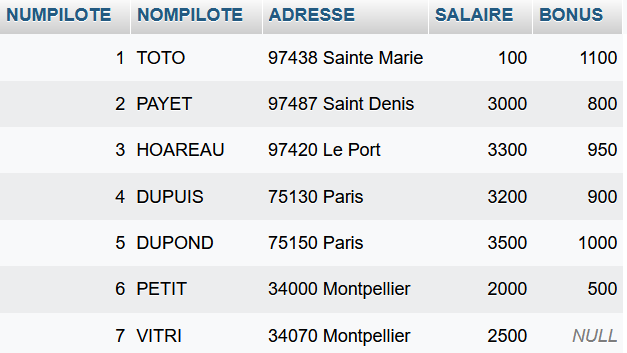 NUMPILOTE NOMPILOTE ADRESSE SALAIRE BONUS
1 TOTO 97438 Sainte Marie 100 1100
2 PAYET 97487 Saint Denis 3000 800
3 HOAREAU 97420 Le Port 3300 950
4 DUPUIS 75130 Paris 3200 900
5 DUPOND 75150 Paris 3500 1000
6 PETIT 34000 Montpellier 2000 500
7 VITRI 34070 Montpellier 2500 NULL